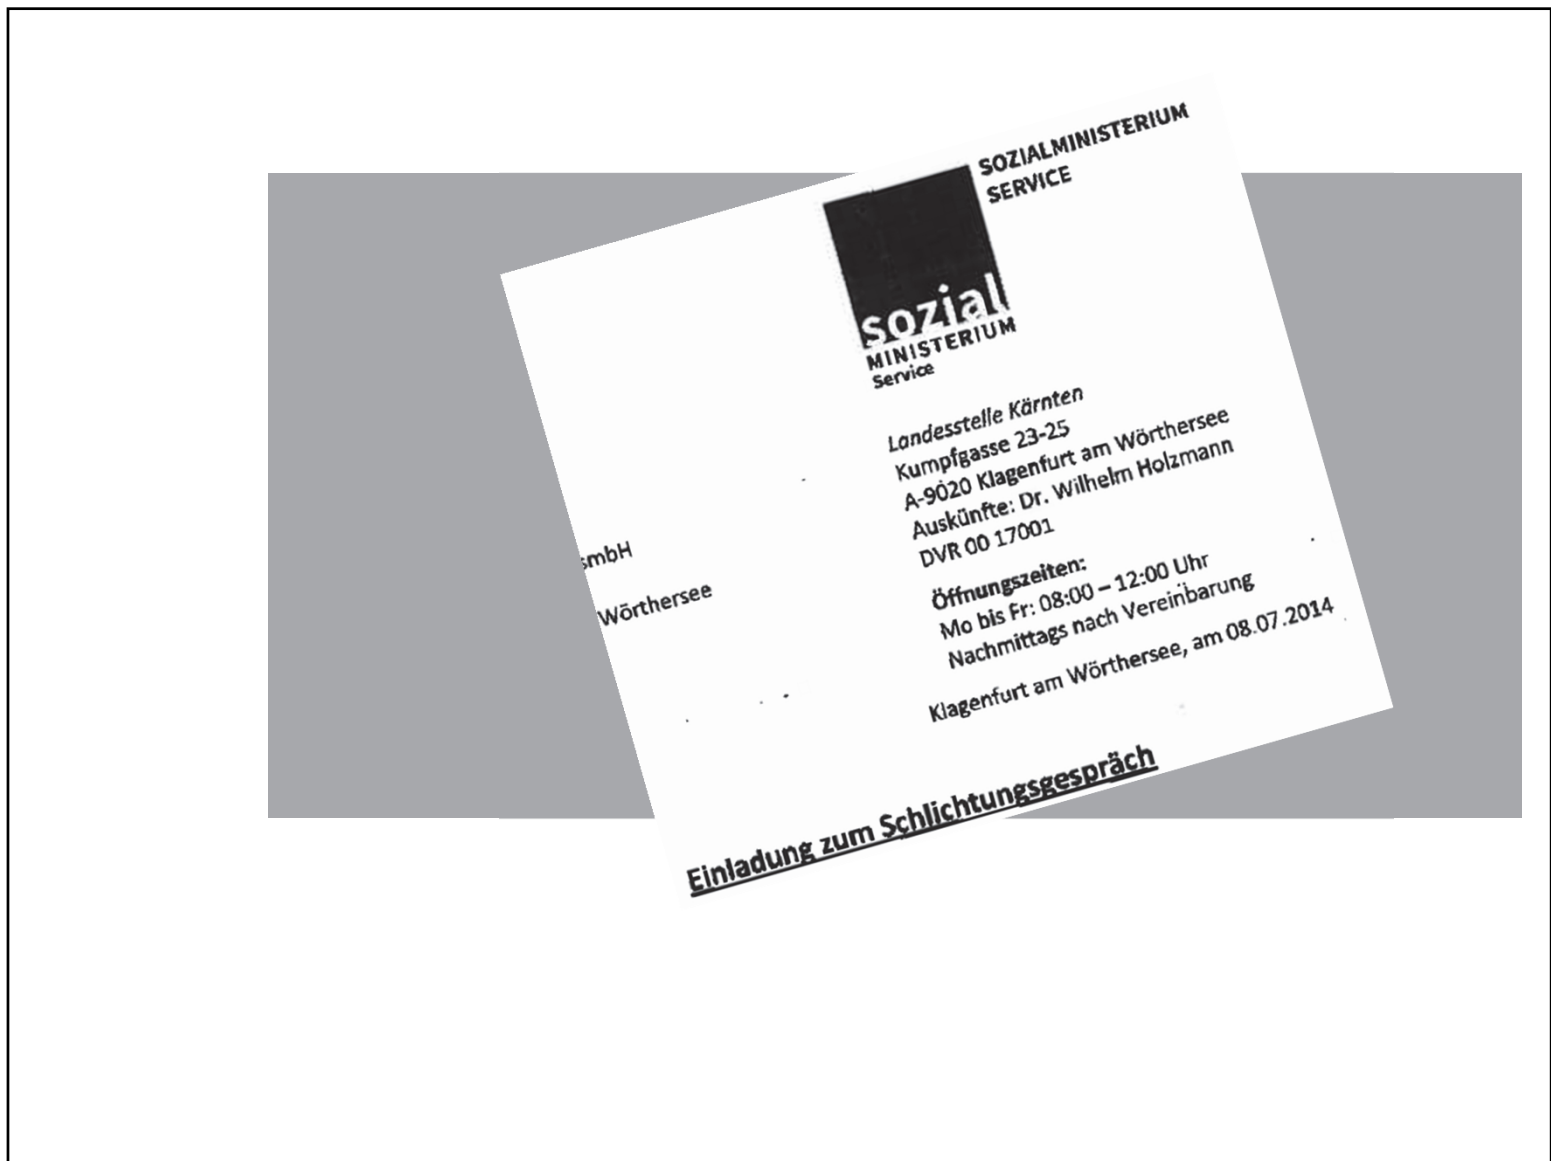 SOZIALMINISTERIUM
SERVICE
sozial
MINISTERIUM
Service
Landesstelle Kärnten
Kumpfgasse 23-25
A-9020 Klagenfurt am Wörthersee
Auskünfte: Dr. Wilhelm Holzmann
DVR 00 17001
smbH
Wörthersee
Öffnungszeiten:
Mo bis Fr: 08:00 – 12:00 Uhr
Nachmittags nach Vereinbarung
Klagenfurt am Wörthersee, am 08.07.2014
Einladung zum Schlichtungsgespräch